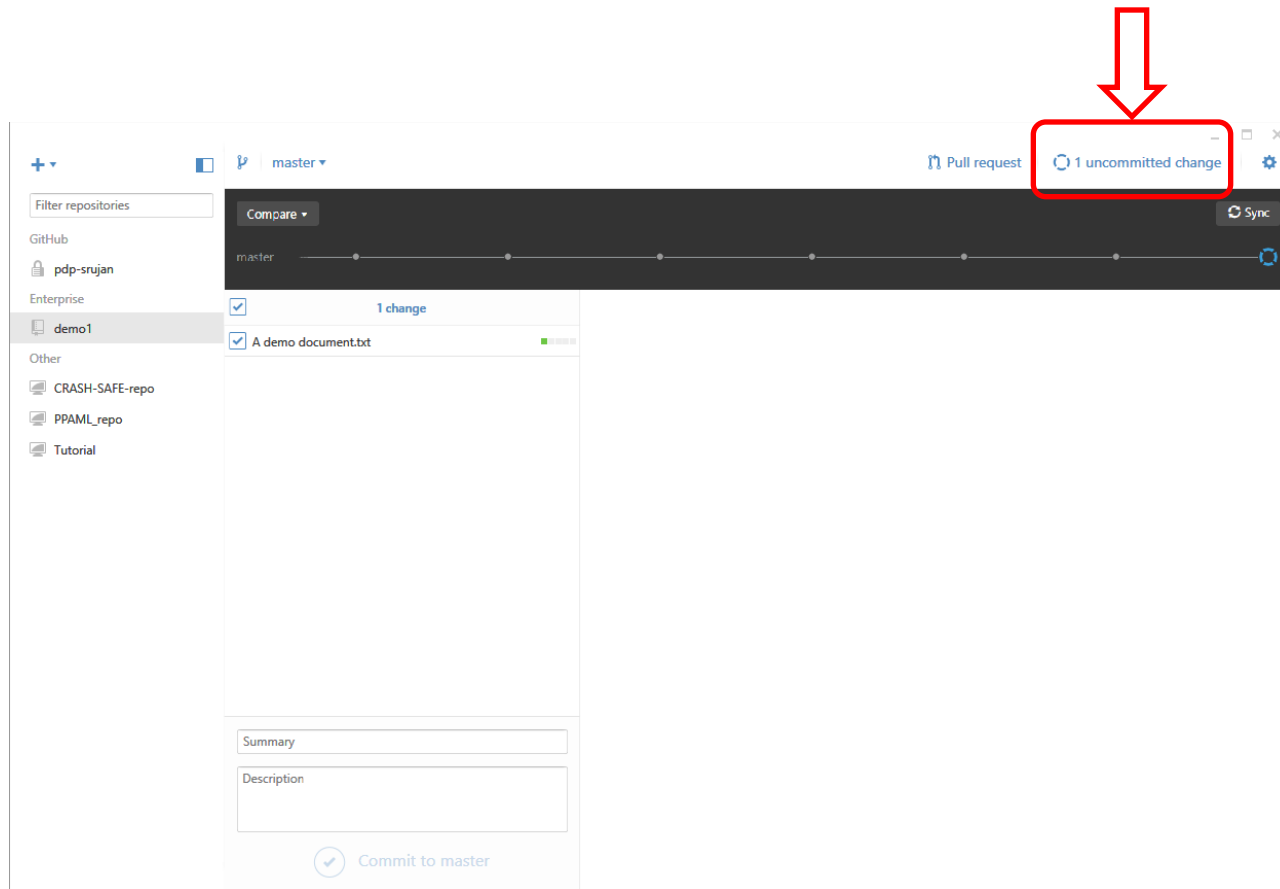 master
Pull request
1 uncommitted change
Filter repositories
Compare
Sync
GitHub
master
pdp-srujan
Enterprise
1 change
demo1
A demo document.txt
Other
CRASH-SAFE-repo
PPAML_repo
Tutorial
Summary
Description
Commit to master